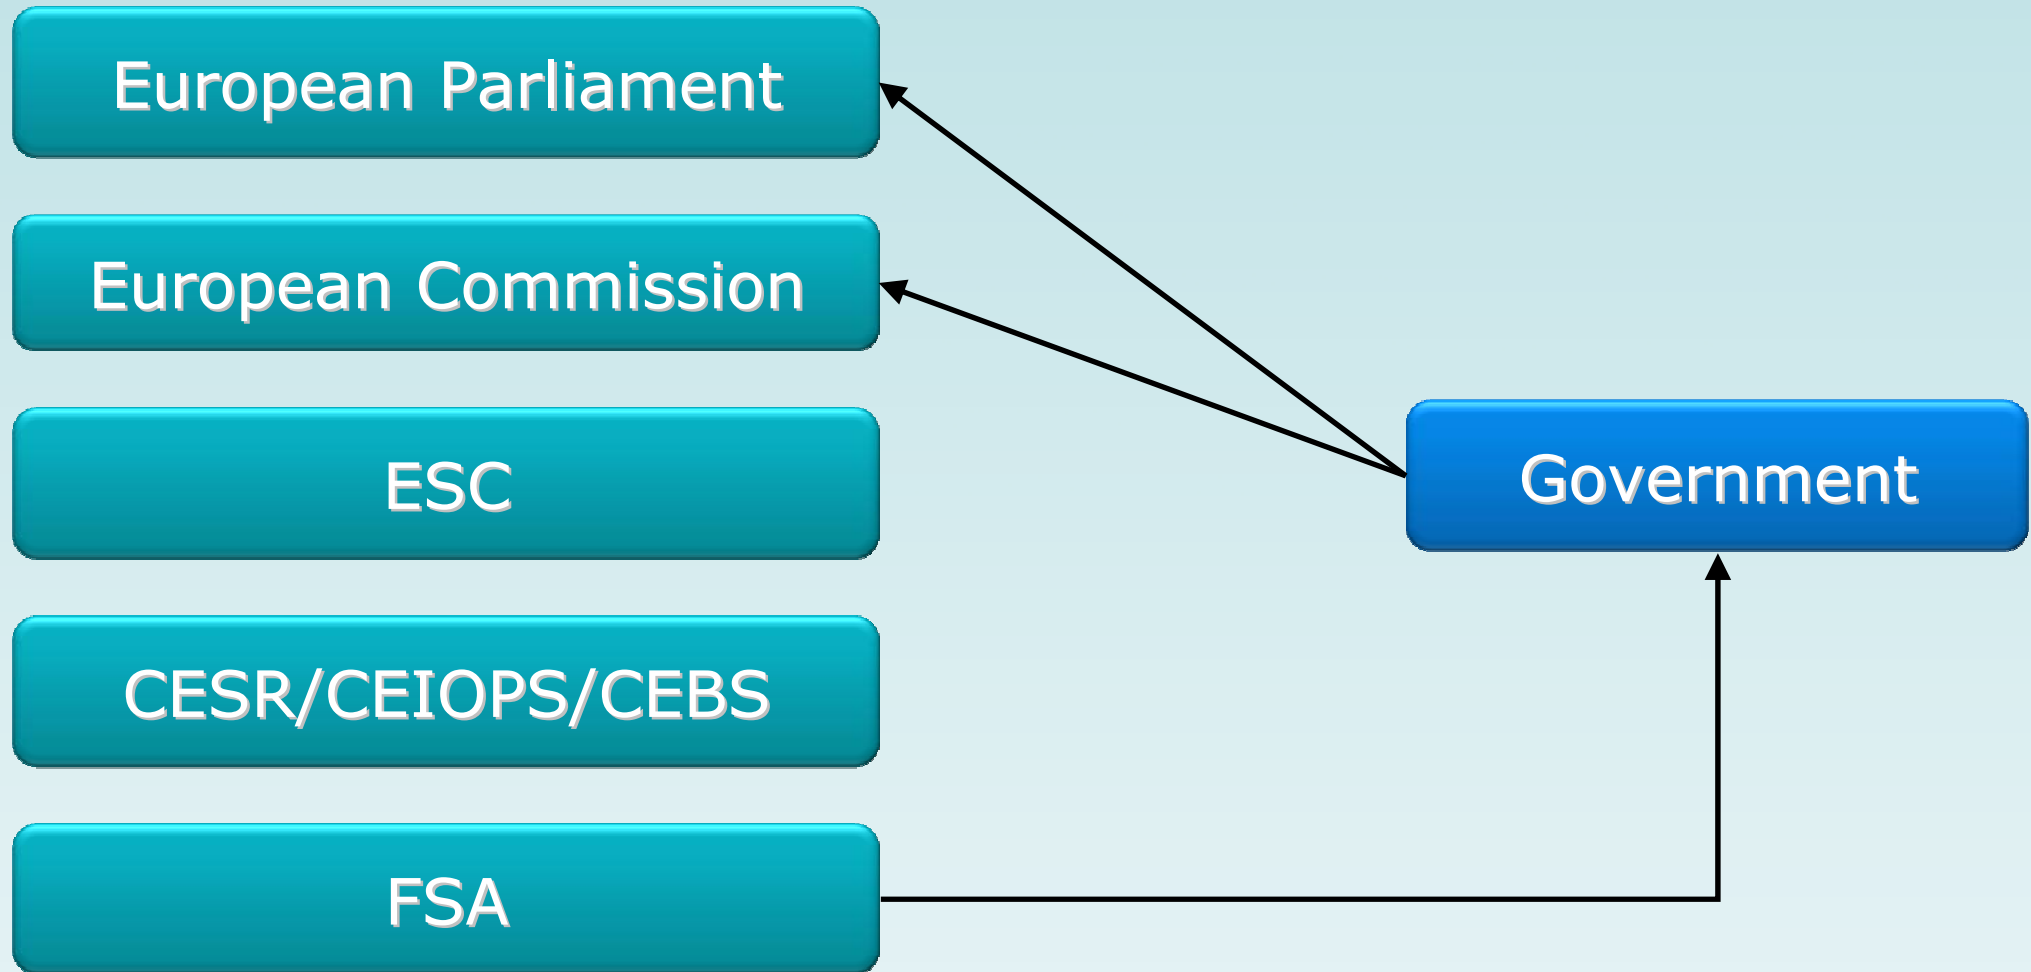 European Parliament
European Commission
ESC
Government
CESR/CEIOPS/CEBS
FSA